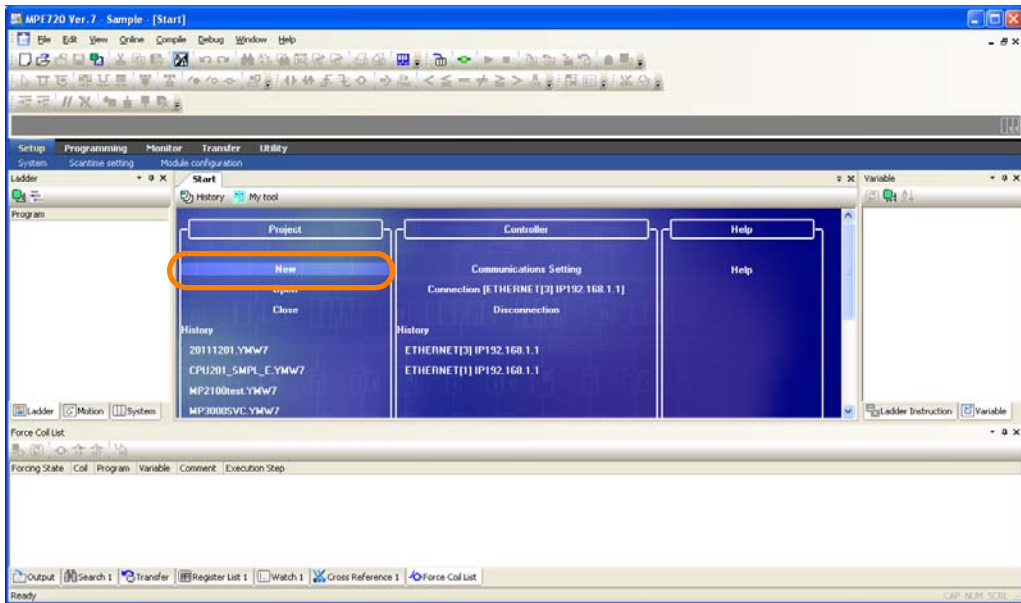 MPE720 Ver.7 - Sample - [Start]
File Edit View Online Compile Debug Window Help
Setup Programming Monitor Transfer Utility
System Scantime setting Module configuration
Ladder
Start
Variable
History My tool
Program
Project Controller Help
New Communications Setting Help
Open Connection [ETHERNET[3] IP192.168.1.1]
Close Disconnection
History History
20111201.YMW7 ETHERNET[3] IP192.168.1.1
CPU201_SMPL_E.YMW7 ETHERNET[1] IP192.168.1.1
MP2100test.YMW7
MP3000SVC.YMW7
Ladder Motion System
Ladder Instruction Variable
Force Coil List
Forcing State Coil Program Variable Comment Execution Step
Output Search 1 Transfer Register List 1 Watch 1 Cross Reference 1 Force Coil List
Ready
CAP NUM SCRL